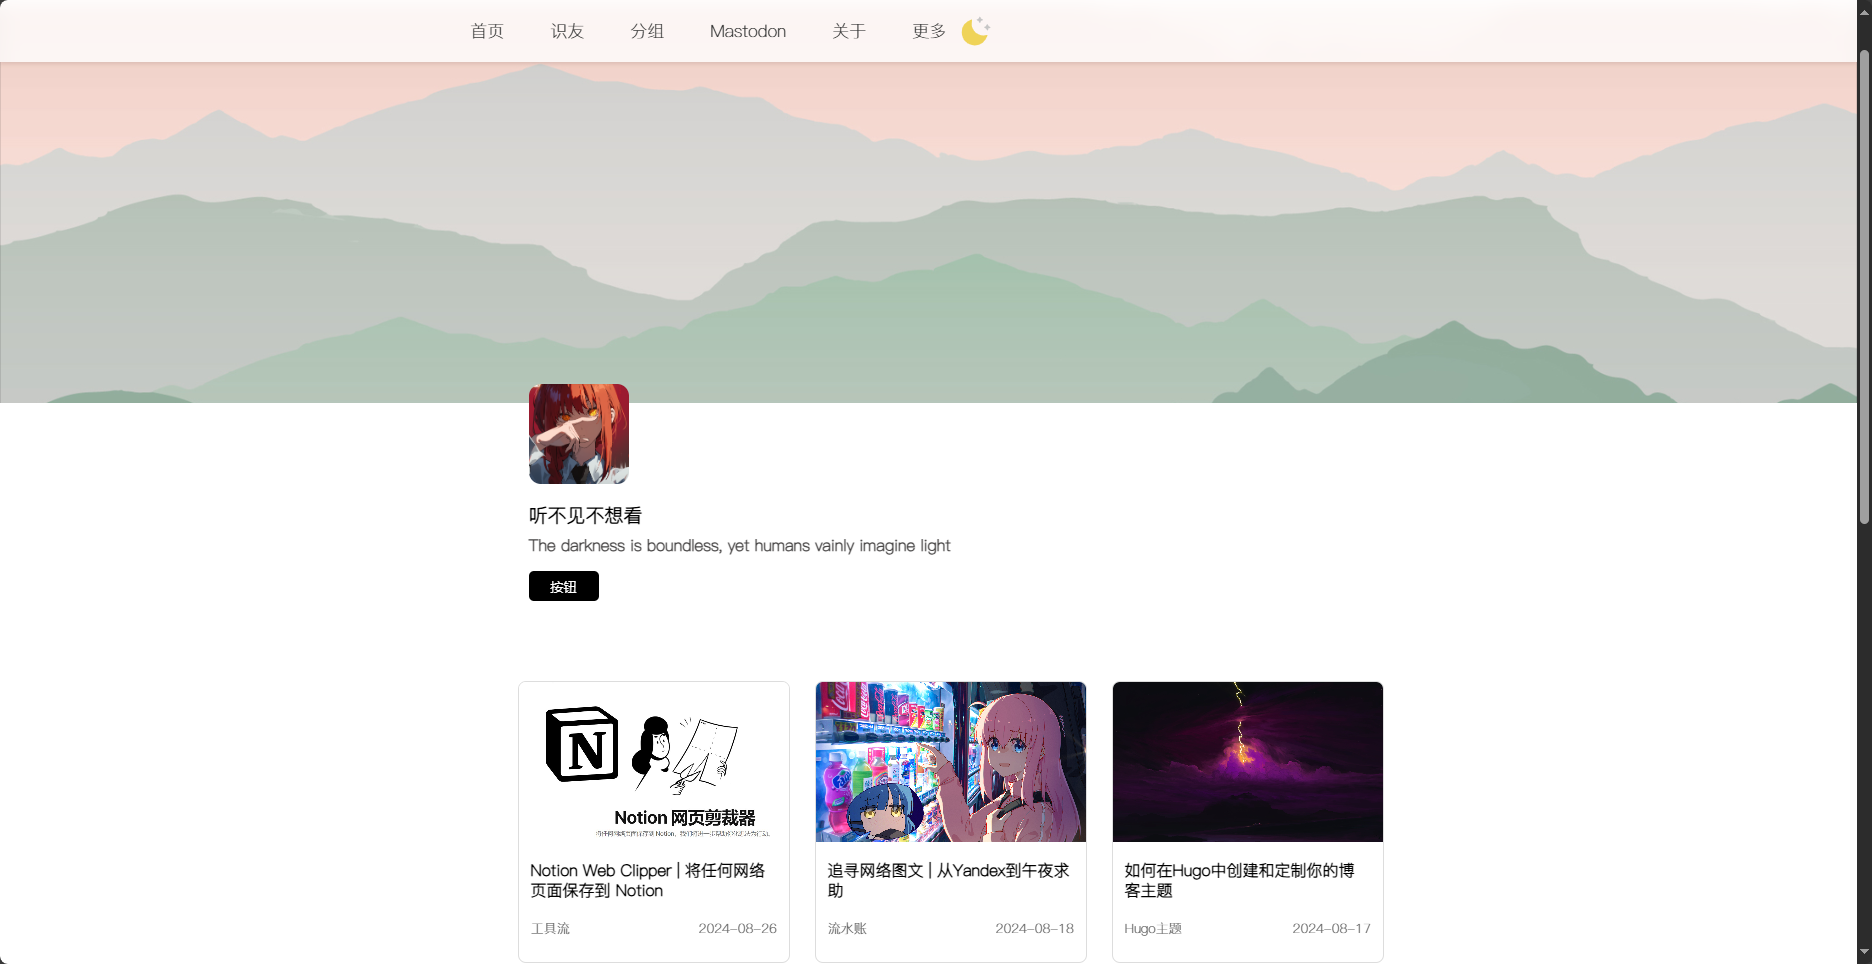 首页 识友 分组 Mastodon 关于 更多
听不见不想看
The darkness is boundless, yet humans vainly imagine light
按钮
N
Notion 网页剪裁器
Notion Web Clipper | 将任何网络
页面保存到 Notion
工具流 2024-08-26
追寻网络图文 | 从Yandex到午夜求
助
流水账 2024-08-18
如何在Hugo中创建和定制你的博
客主题
Hugo主题 2024-08-17